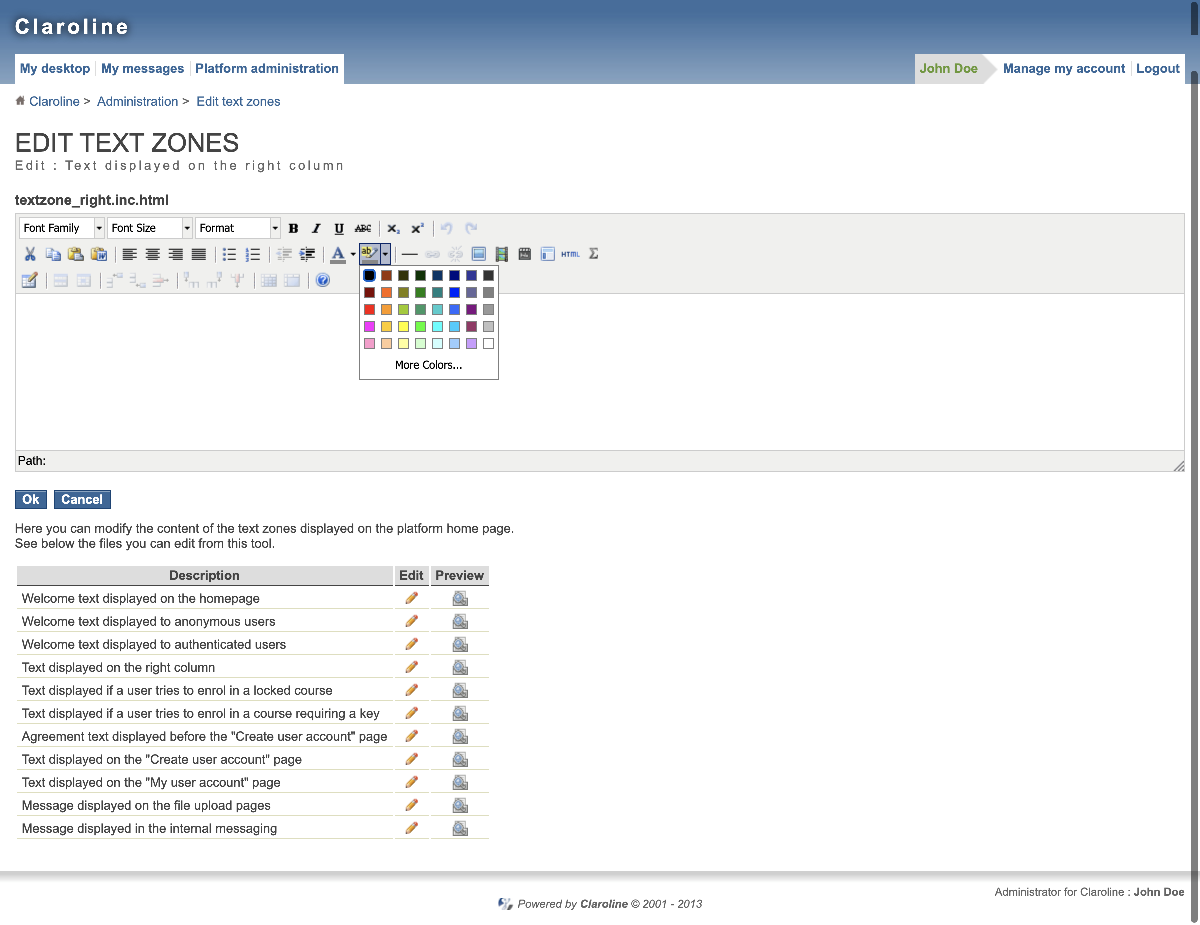 Claroline
My desktop My messages Platform administration John Doe Manage my account Logout
Claroline > Administration > Edit text zones
EDIT TEXT ZONES
Edit : Text displayed on the right column
textzone_right.inc.html
Font Family Font Size Format B I U ABC x₂ x²
A ab HTML Σ
More Colors...
Path:
Ok Cancel
Here you can modify the content of the text zones displayed on the platform home page.
See below the files you can edit from this tool.
Description Edit Preview
Welcome text displayed on the homepage
Welcome text displayed to anonymous users
Welcome text displayed to authenticated users
Text displayed on the right column
Text displayed if a user tries to enrol in a locked course
Text displayed if a user tries to enrol in a course requiring a key
Agreement text displayed before the "Create user account" page
Text displayed on the "Create user account" page
Text displayed on the "My user account" page
Message displayed on the file upload pages
Message displayed in the internal messaging
Administrator for Claroline : John Doe
Powered by Claroline © 2001 - 2013